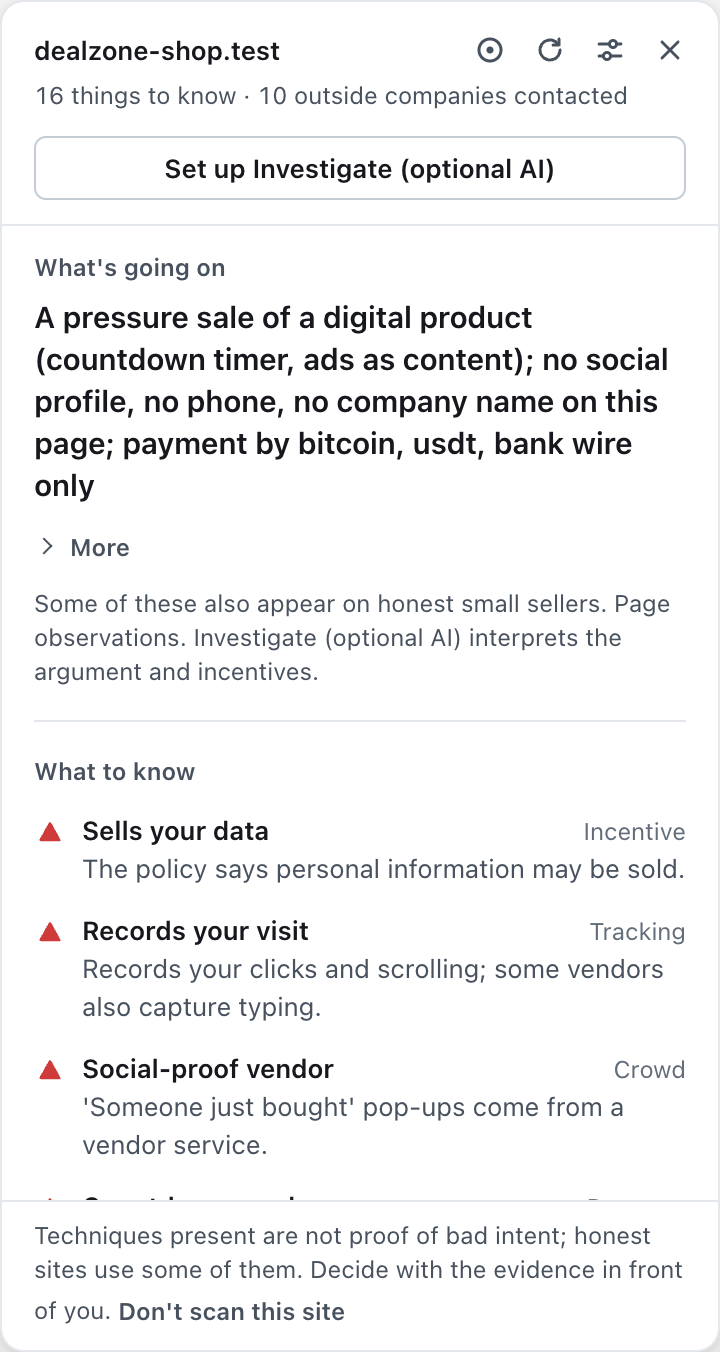 dealzone-shop.test
16 things to know · 10 outside companies contacted
Set up Investigate (optional AI)
What's going on
A pressure sale of a digital product
(countdown timer, ads as content); no social
profile, no phone, no company name on this
page; payment by bitcoin, usdt, bank wire
only
More
Some of these also appear on honest small sellers. Page
observations. Investigate (optional AI) interprets the
argument and incentives.
What to know
Sells your data Incentive
The policy says personal information may be sold.
Records your visit Tracking
Records your clicks and scrolling; some vendors
also capture typing.
Social-proof vendor Crowd
'Someone just bought' pop-ups come from a
vendor service.
Techniques present are not proof of bad intent; honest
sites use some of them. Decide with the evidence in front
of you. Don't scan this site